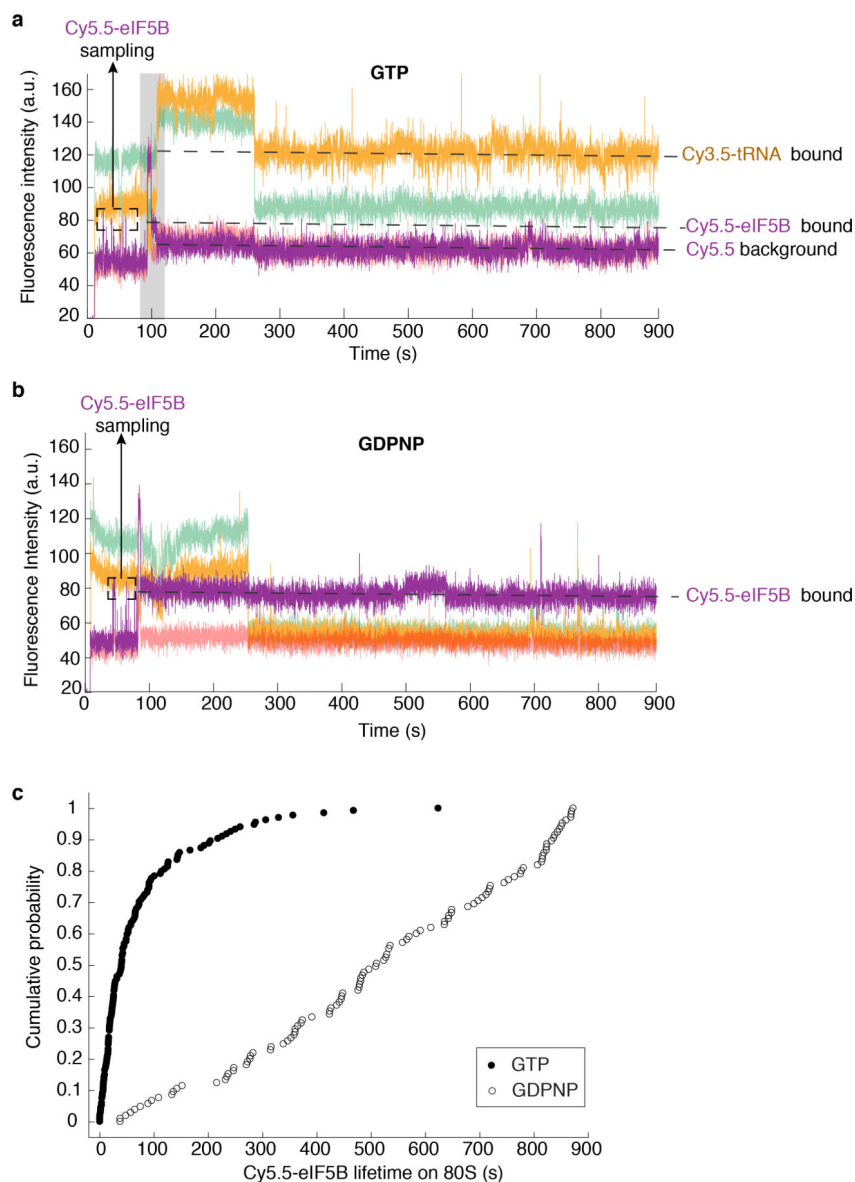 a
Cy5.5-eIF5B
sampling
GTP
Fluorescence intensity (a.u.)
160
140
120
100
80
60
40
20
0 100 200 300 400 500 600 700 800 900
Time (s)
Cy3.5-tRNA bound
Cy5.5-eIF5B bound
Cy5.5 background
b
Cy5.5-eIF5B
sampling
GDPNP
Fluorescence Intensity (a.u.)
160
140
120
100
80
60
40
20
0 100 200 300 400 500 600 700 800 900
Time (s)
Cy5.5-eIF5B bound
c
Cumulative probability
1
0.9
0.8
0.7
0.6
0.5
0.4
0.3
0.2
0.1
0
0 100 200 300 400 500 600 700 800 900
Cy5.5-eIF5B lifetime on 80S (s)
GTP
GDPNP